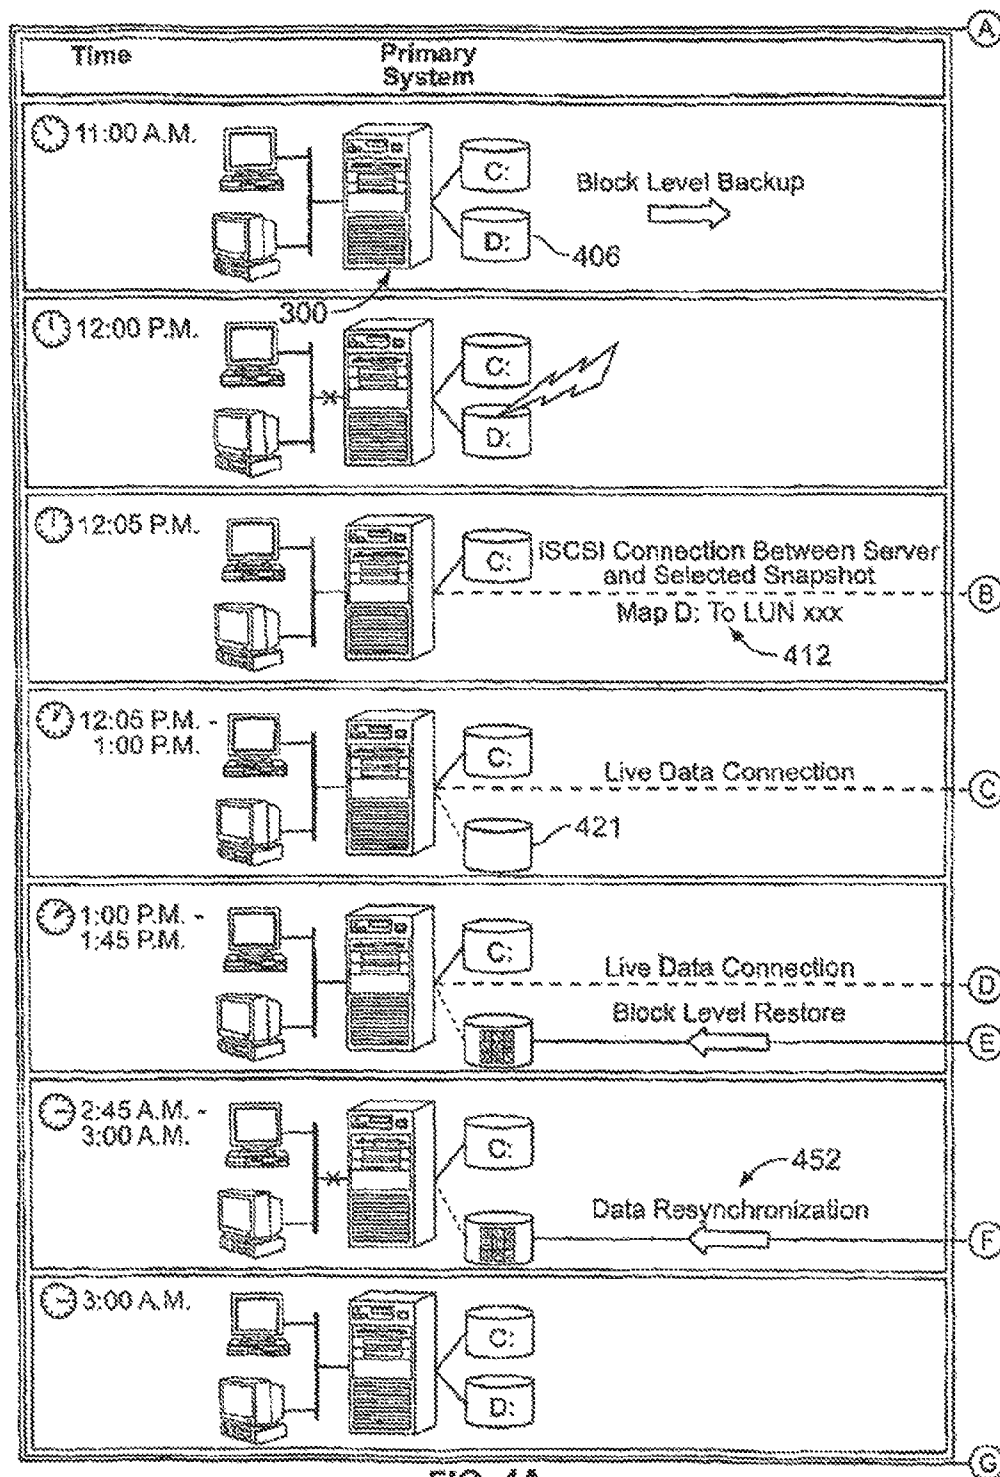 A
Time
Primary
System
11:00 A.M.
C:
Block Level Backup
D:
406
300
12:00 P.M.
C:
D:
12:05 P.M.
C:
iSCSI Connection Between Server
and Selected Snapshot
B
Map D: To LUN xxx
412
12:05 P.M. -
1:00 P.M.
C:
Live Data Connection
C
421
1:00 P.M. -
1:45 P.M.
C:
Live Data Connection
D
Block Level Restore
E
2:45 A.M. -
3:00 A.M.
C:
452
Data Resynchronization
F
3:00 A.M.
C:
D:
G
FIG. 4A